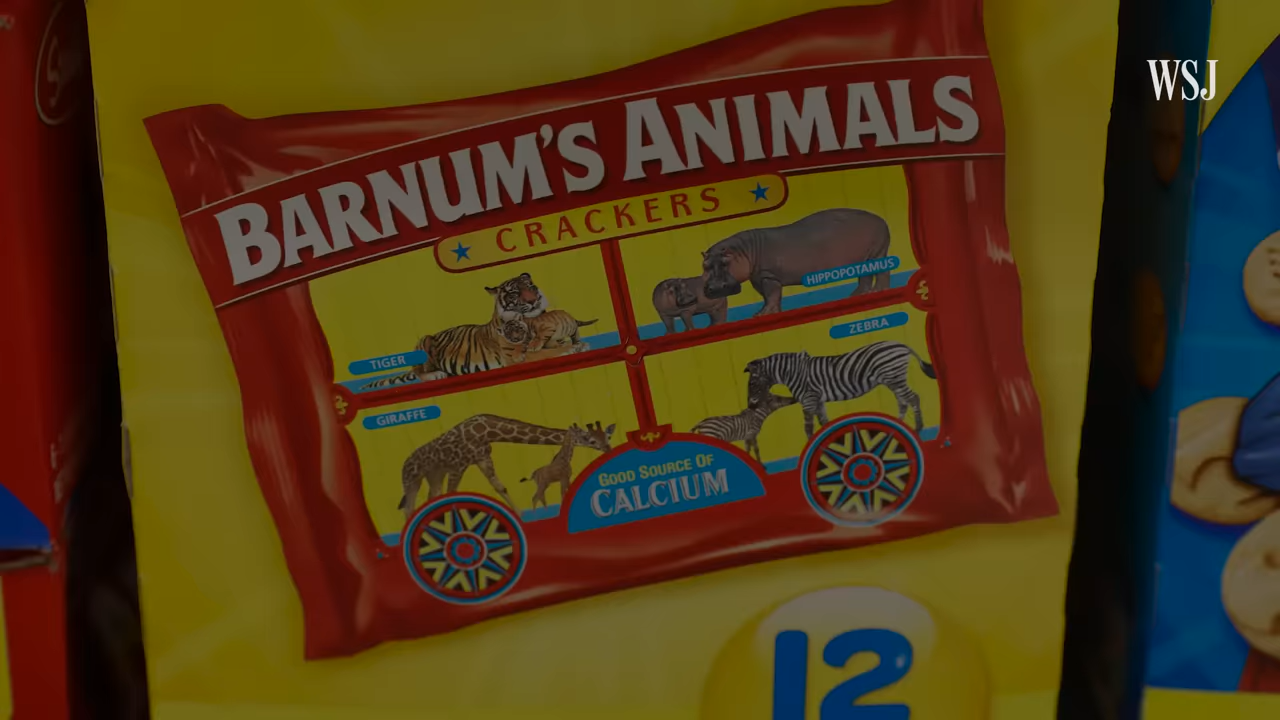 WSJ
BARNUM'S ANIMALS
CRACKERS
HIPPOPOTAMUS
TIGER
ZEBRA
GIRAFFE
GOOD SOURCE OF
CALCIUM
12